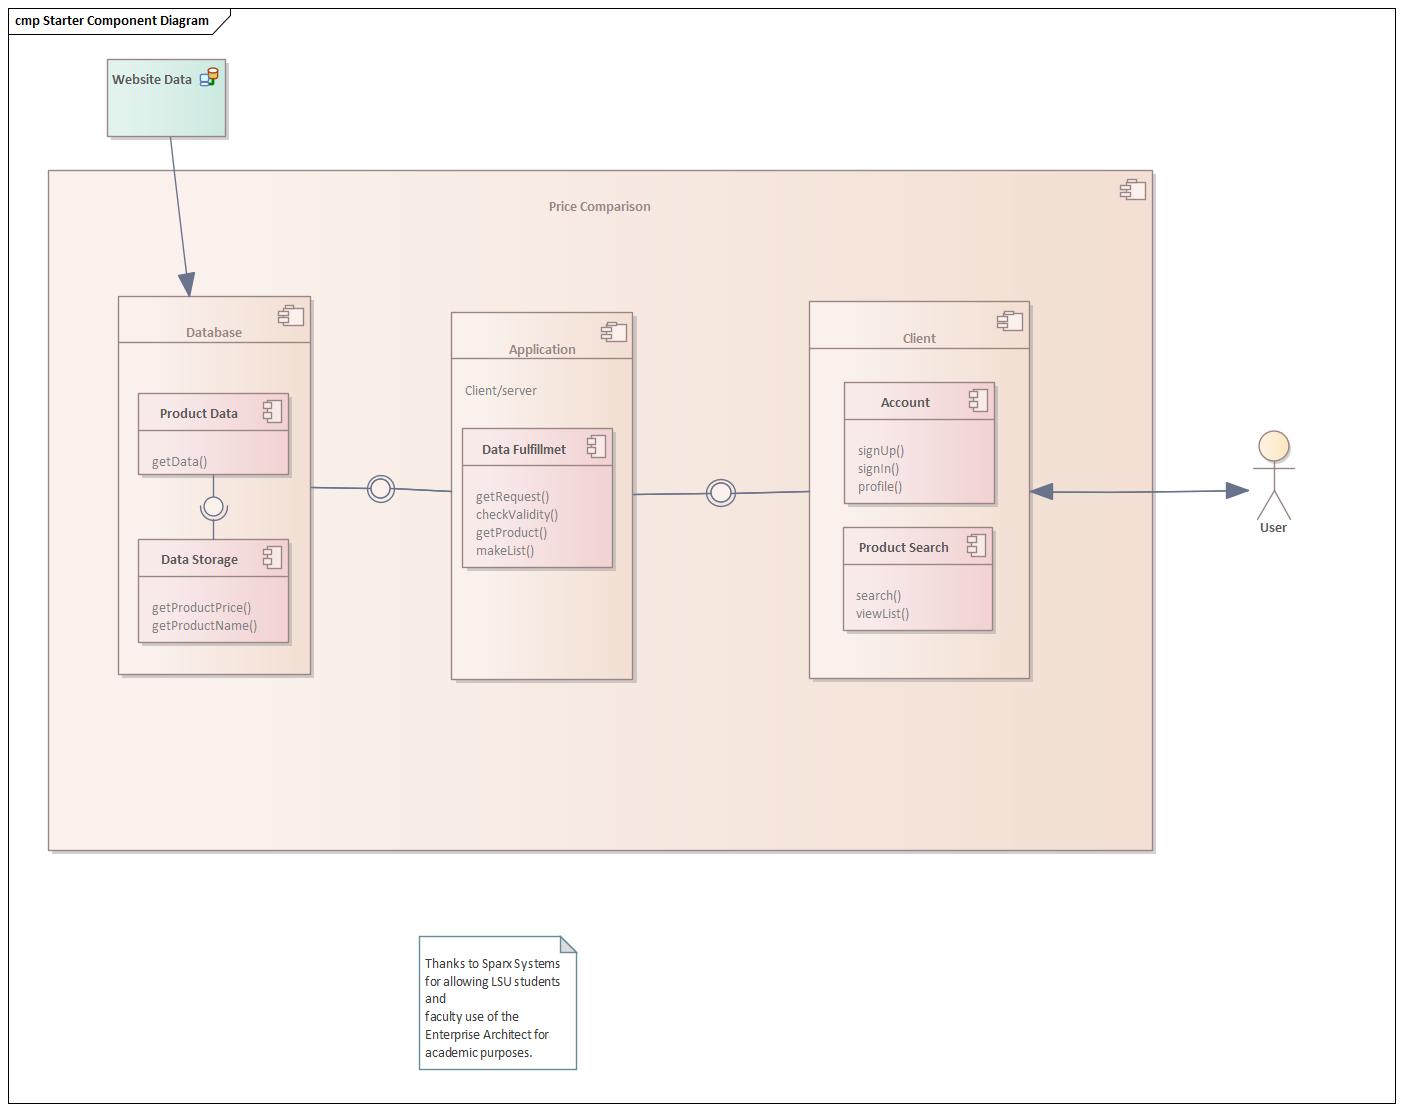 cmp Starter Component Diagram
Website Data
Price Comparison
Database
Product Data
getData()
Data Storage
getProductPrice()
getProductName()
Application
Client/server
Data Fulfillmet
getRequest()
checkValidity()
getProduct()
makeList()
Client
Account
signUp()
signIn()
profile()
Product Search
search()
viewList()
User
Thanks to Sparx Systems
for allowing LSU students
and
faculty use of the
Enterprise Architect for
academic purposes.